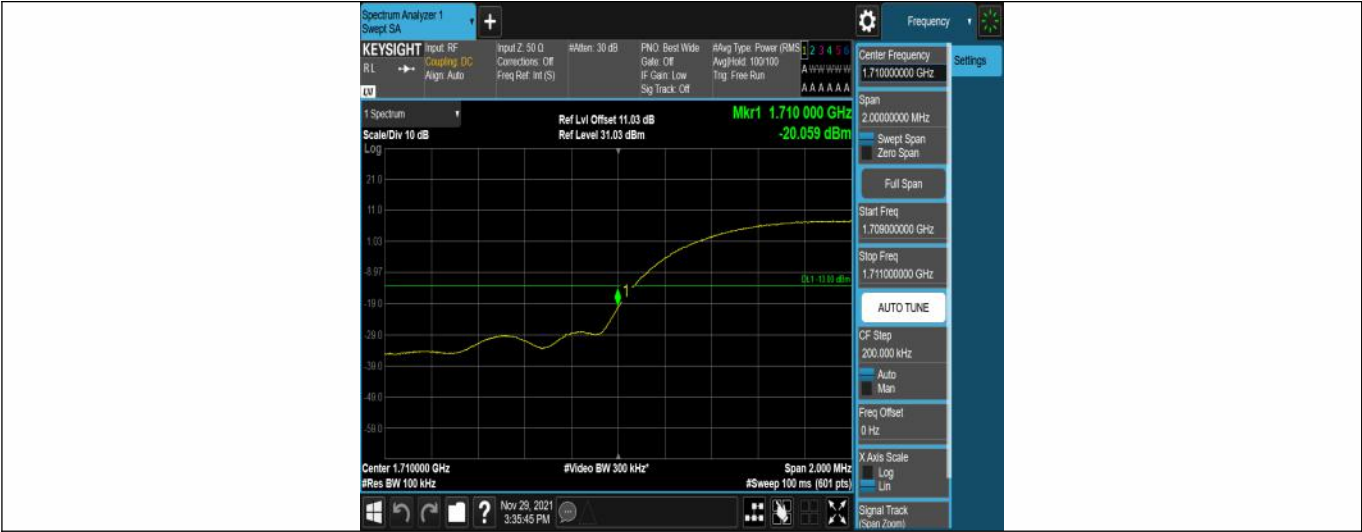 Spectrum Analyzer 1
Swept SA
+
Frequency
KEYSIGHT
RL
LXI
Input: RF
Coupling: DC
Align: Auto
Input Z: 50 Ω
Corrections: Off
Freq Ref: Int (S)
#Atten: 30 dB
PNO: Best Wide
Gate: Off
IF Gain: Low
Sig Track: Off
#Avg Type: Power (RMS
Avg|Hold: 100/100
Trig: Free Run
1 2 3 4 5 6
A W W W W W
A A A A A A
1 Spectrum
Scale/Div 10 dB
Log
Ref Lvl Offset 11.03 dB
Ref Level 31.03 dBm
Mkr1 1.710 000 GHz
-20.059 dBm
21.0
11.0
1.03
-8.97
-19.0
-29.0
-39.0
-49.0
-59.0
DL1 -13.00 dBm
1
Center 1.710000 GHz
#Res BW 100 kHz
#Video BW 300 kHz*
Span 2.000 MHz
#Sweep 100 ms (601 pts)
Nov 29, 2021
3:35:45 PM
?
Center Frequency
1.710000000 GHz
Span
2.00000000 MHz
Swept Span
Zero Span
Full Span
Start Freq
1.709000000 GHz
Stop Freq
1.711000000 GHz
AUTO TUNE
CF Step
200.000 kHz
Auto
Man
Freq Offset
0 Hz
X Axis Scale
Log
Lin
Signal Track
(Span Zoom)
Settings